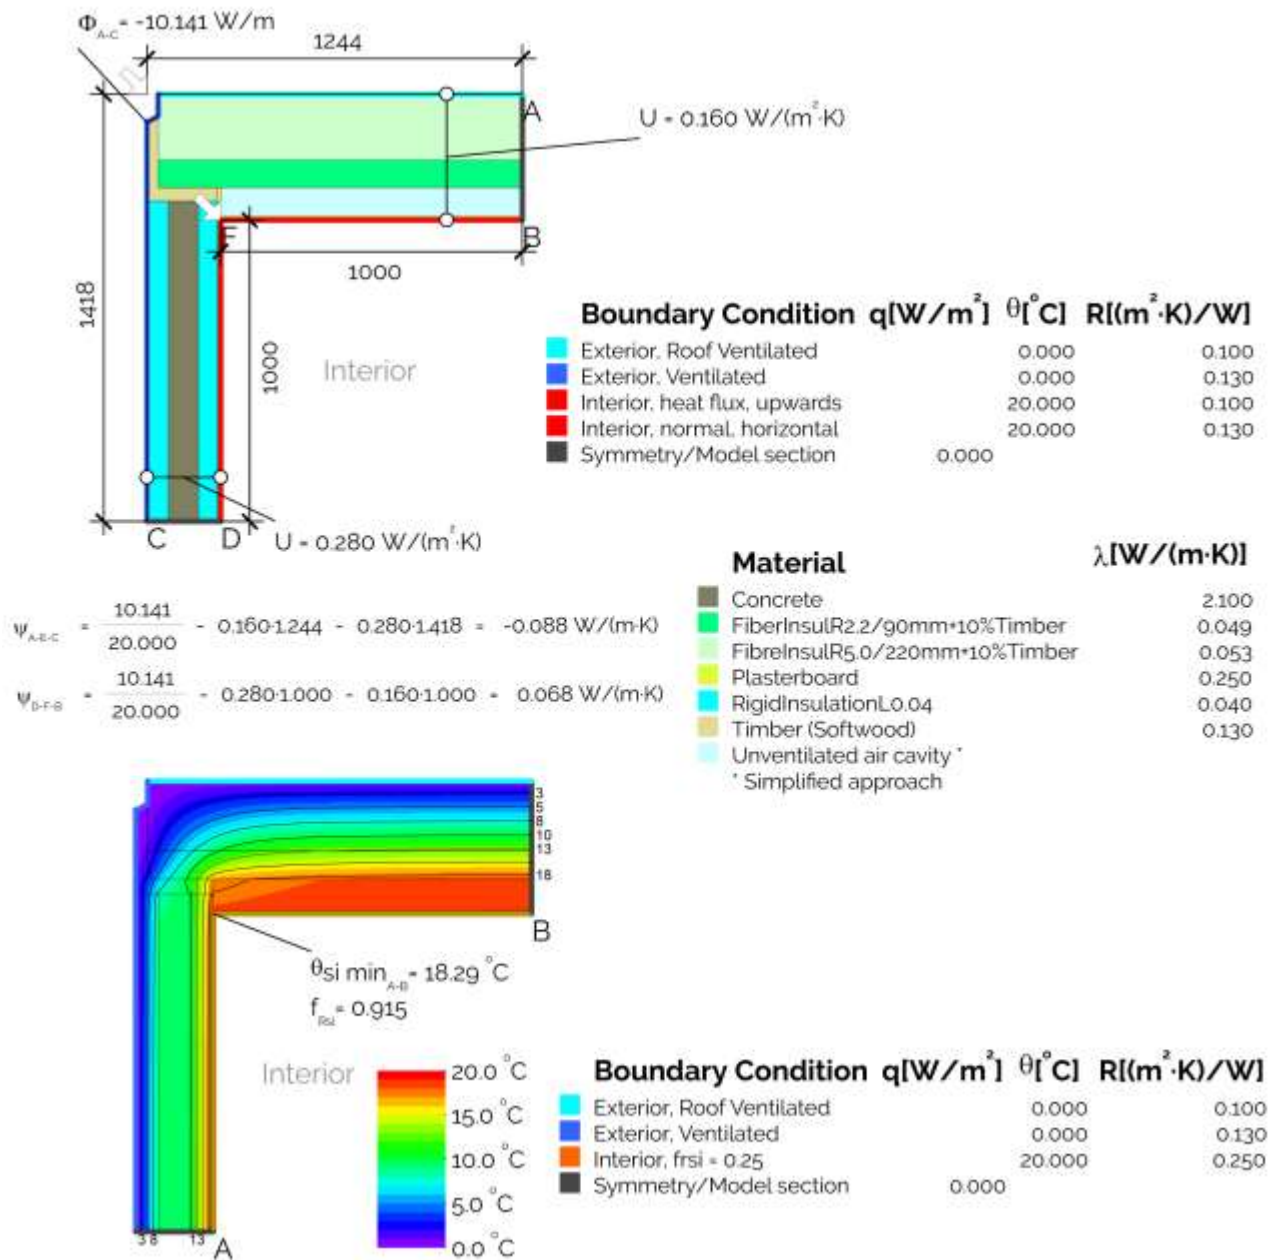 ΦA-C= -10.141 W/m
1244
A
U = 0.160 W/(m²·K)
F
B
1000
1418
1000
Interior
C
D
U = 0.280 W/(m²·K)
Boundary Condition q[W/m²] θ[°C] R[(m²·K)/W]
Exterior, Roof Ventilated 0.000 0.100
Exterior, Ventilated 0.000 0.130
Interior, heat flux, upwards 20.000 0.100
Interior, normal, horizontal 20.000 0.130
Symmetry/Model section 0.000
Material λ[W/(m·K)]
Concrete 2.100
FiberInsulR2.2/90mm+10%Timber 0.049
FibreInsulR5.0/220mm+10%Timber 0.053
Plasterboard 0.250
RigidInsulationL0.04 0.040
Timber (Softwood) 0.130
Unventilated air cavity *
* Simplified approach
ψA-E-C = 10.141 / 20.000 - 0.160·1.244 - 0.280·1.418 = -0.088 W/(m·K)
ψD-F-B = 10.141 / 20.000 - 0.280·1.000 - 0.160·1.000 = 0.068 W/(m·K)
3
5
8
10
13
18
B
θsi minA-B= 18.29 °C
fRsi= 0.915
Interior
20.0 °C
15.0 °C
10.0 °C
5.0 °C
0.0 °C
3 8 13 A
Boundary Condition q[W/m²] θ[°C] R[(m²·K)/W]
Exterior, Roof Ventilated 0.000 0.100
Exterior, Ventilated 0.000 0.130
Interior, frsi = 0.25 20.000 0.250
Symmetry/Model section 0.000